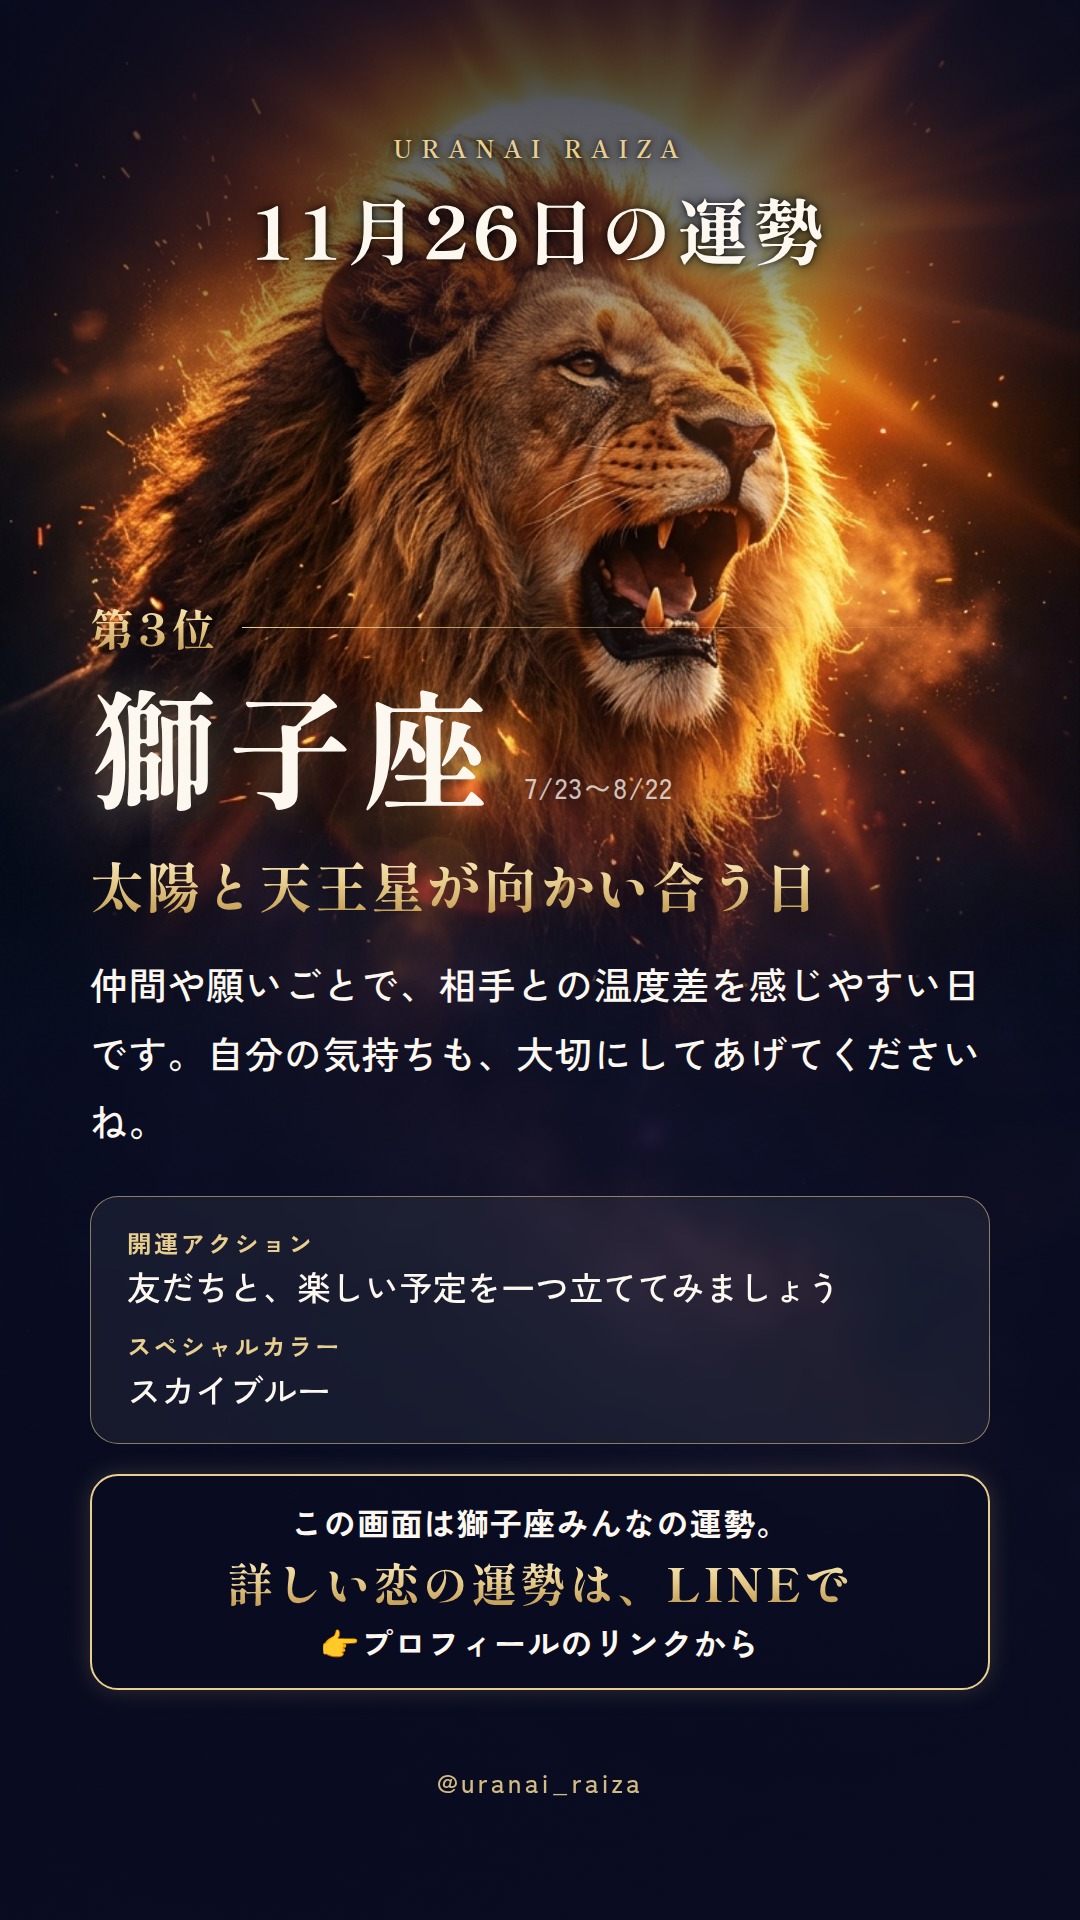 URANAI RAIZA
11月26日の運勢
第3位
獅子座 7/23〜8/22
太陽と天王星が向かい合う日
仲間や願いごとで、相手との温度差を感じやすい日
です。自分の気持ちも、大切にしてあげてください
ね。
開運アクション
友だちと、楽しい予定を一つ立ててみましょう
スペシャルカラー
スカイブルー
この画面は獅子座みんなの運勢。
詳しい恋の運勢は、LINEで
👉プロフィールのリンクから
@uranai_raiza